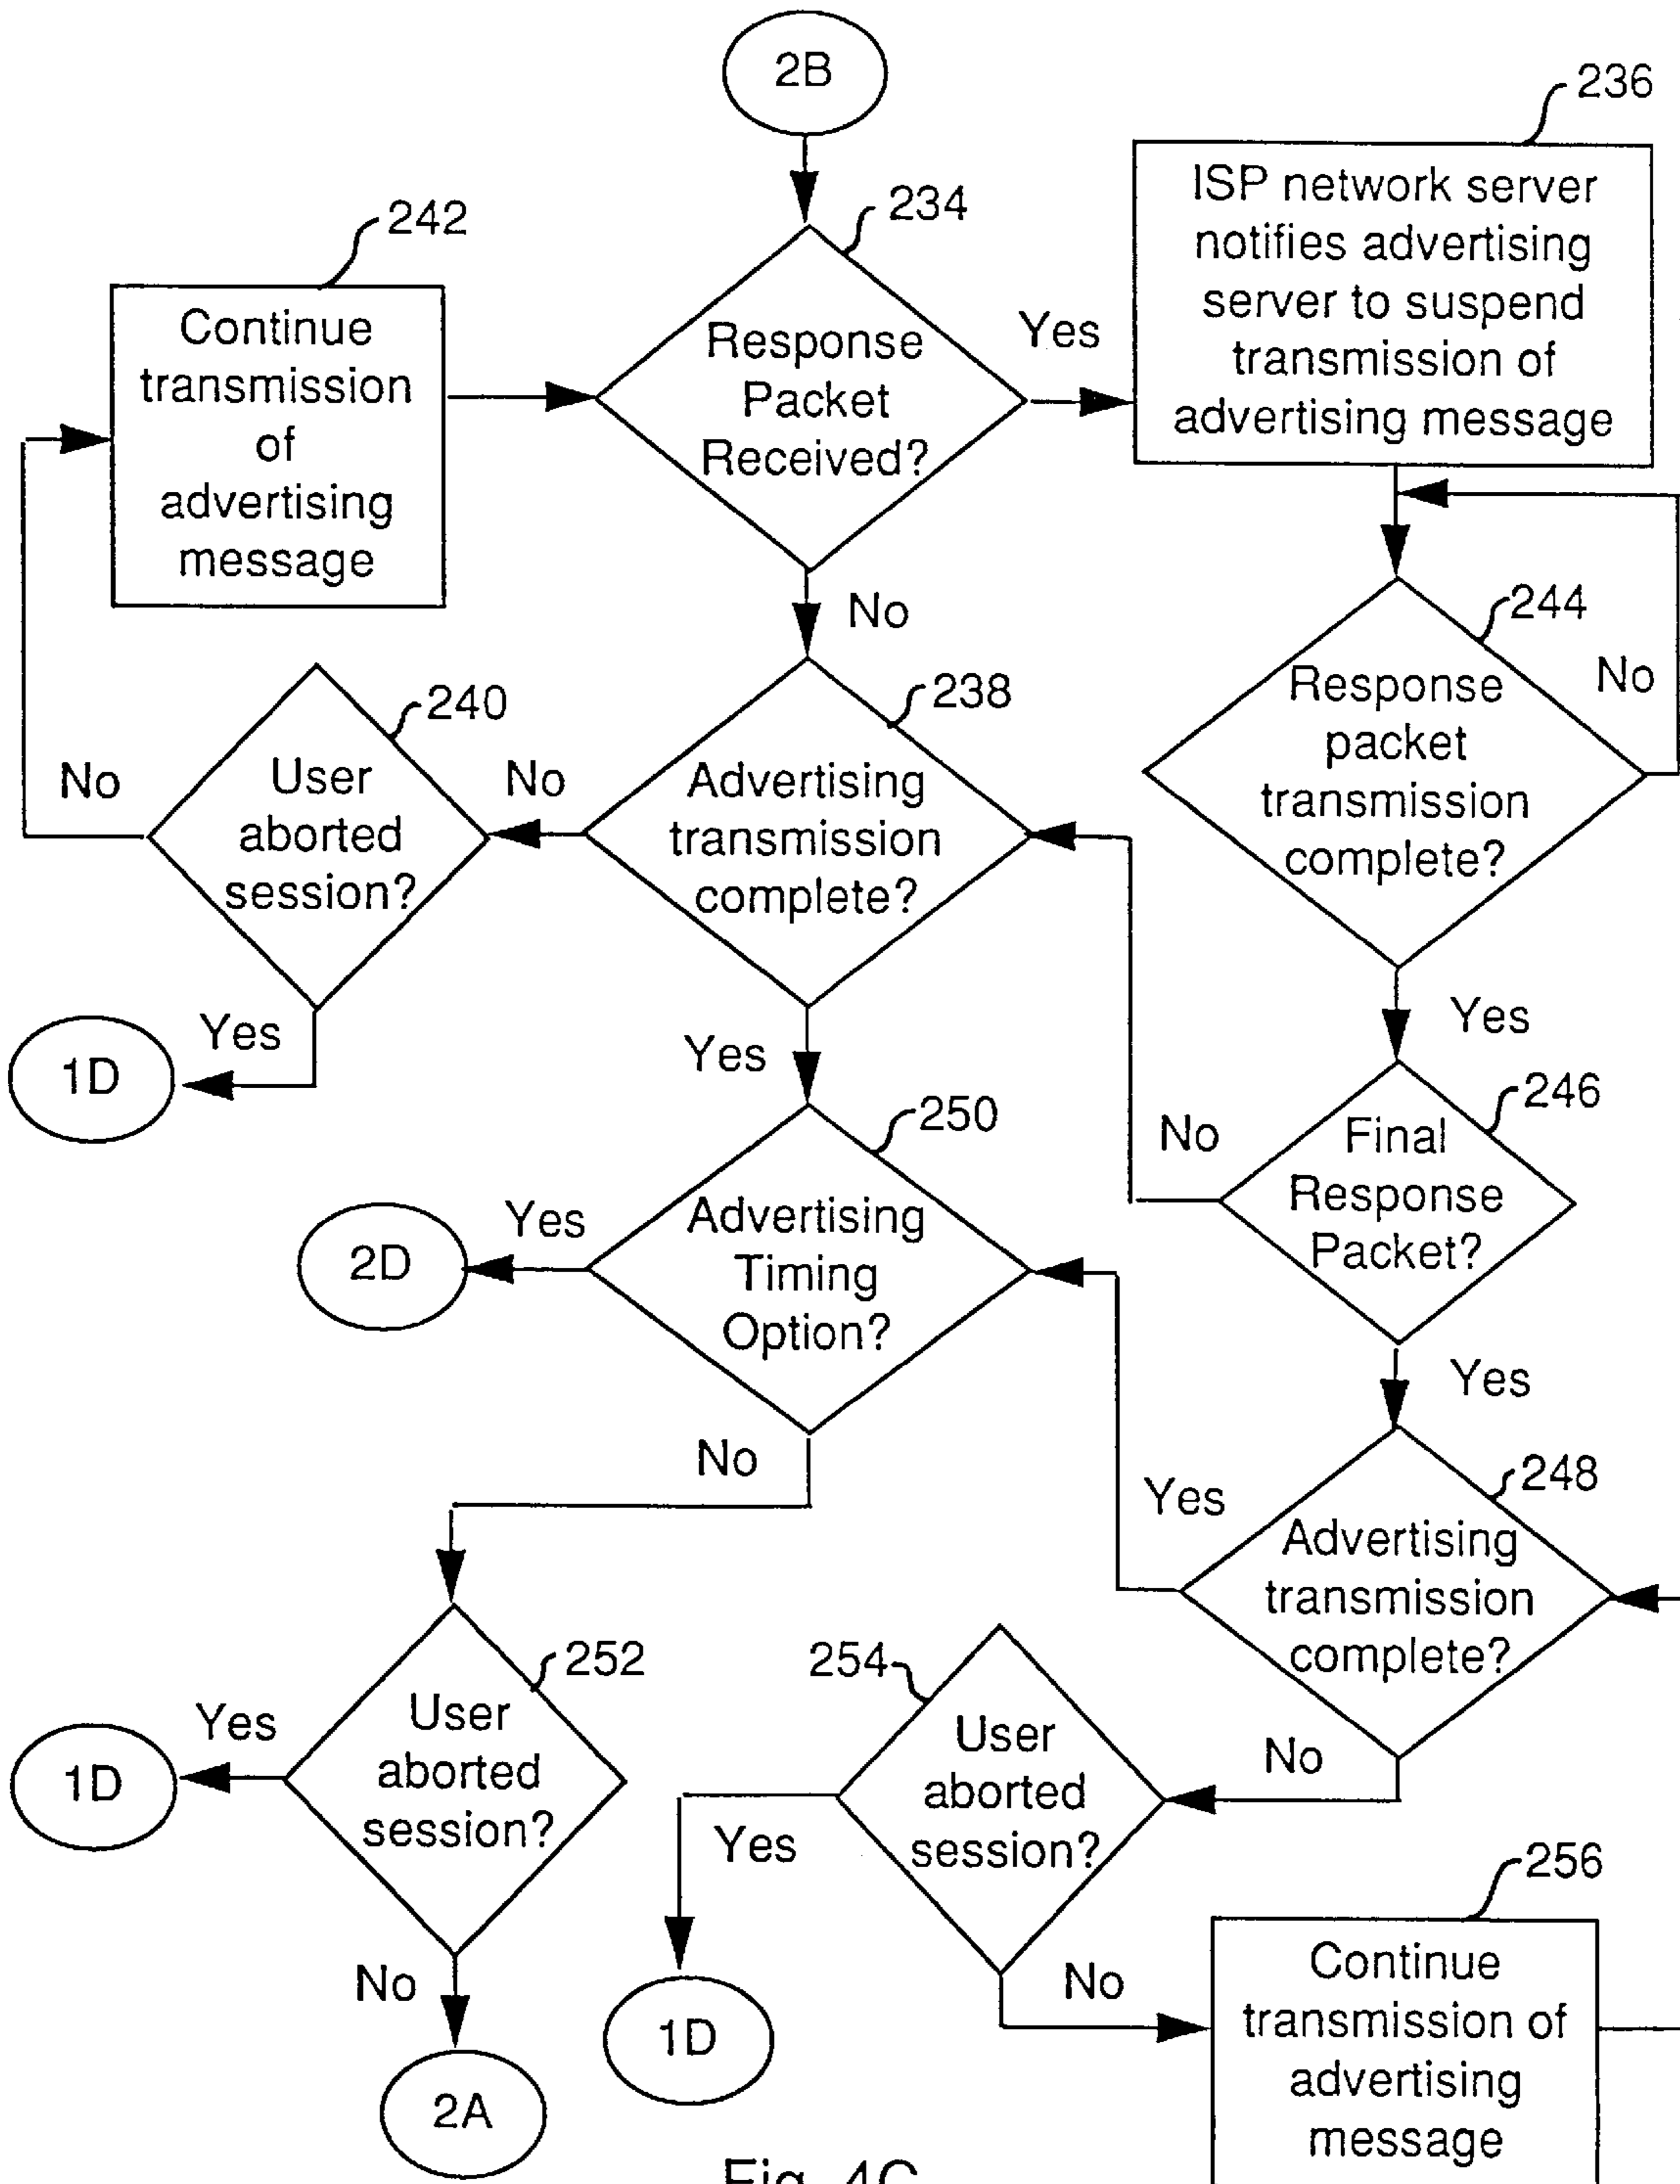 2B
236
ISP network server
notifies advertising
server to suspend
transmission of
advertising message
234
Response
Packet
Received?
Yes
No
242
Continue
transmission
of
advertising
message
244
Response
packet
transmission
complete?
No
Yes
240
User
aborted
session?
No
Yes
1D
238
Advertising
transmission
complete?
No
Yes
246
Final
Response
Packet?
No
Yes
250
Advertising
Timing
Option?
Yes
2D
No
248
Advertising
transmission
complete?
Yes
No
252
User
aborted
session?
Yes
1D
No
2A
254
User
aborted
session?
Yes
1D
No
256
Continue
transmission of
advertising
message
Fig. 4C